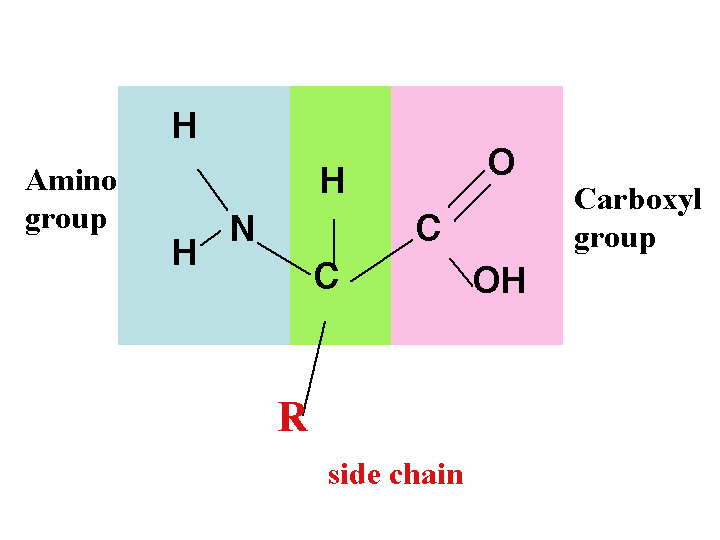 Amino
group
H
H
N
H
C
C
O
OH
Carboxyl
group
R
side chain